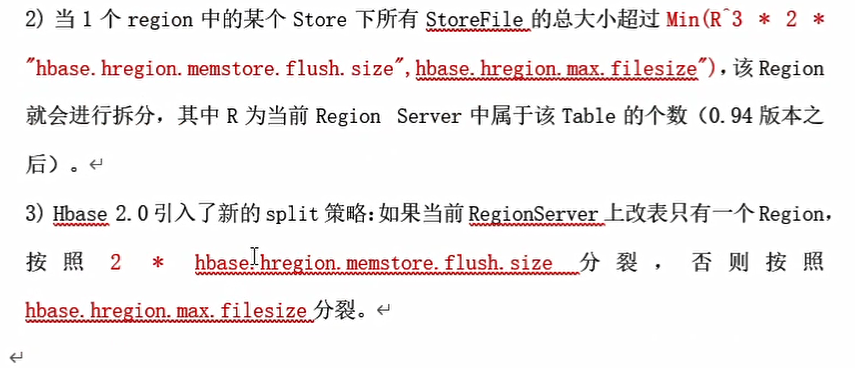 2) 当 1 个 region 中的某个 Store 下所有 StoreFile 的总大小超过 Min(R^3 * 2 *
"hbase.hregion.memstore.flush.size",hbase.hregion.max.filesize"),该 Region
就会进行拆分,其中 R 为当前 Region Server 中属于该 Table 的个数(0.94 版本之
后)。↵
3) Hbase 2.0 引入了新的 split 策略:如果当前 RegionServer 上改表只有一个 Region,
按照 2 * hbase.hregion.memstore.flush.size 分裂,否则按照
hbase.hregion.max.filesize 分裂。↵
↵